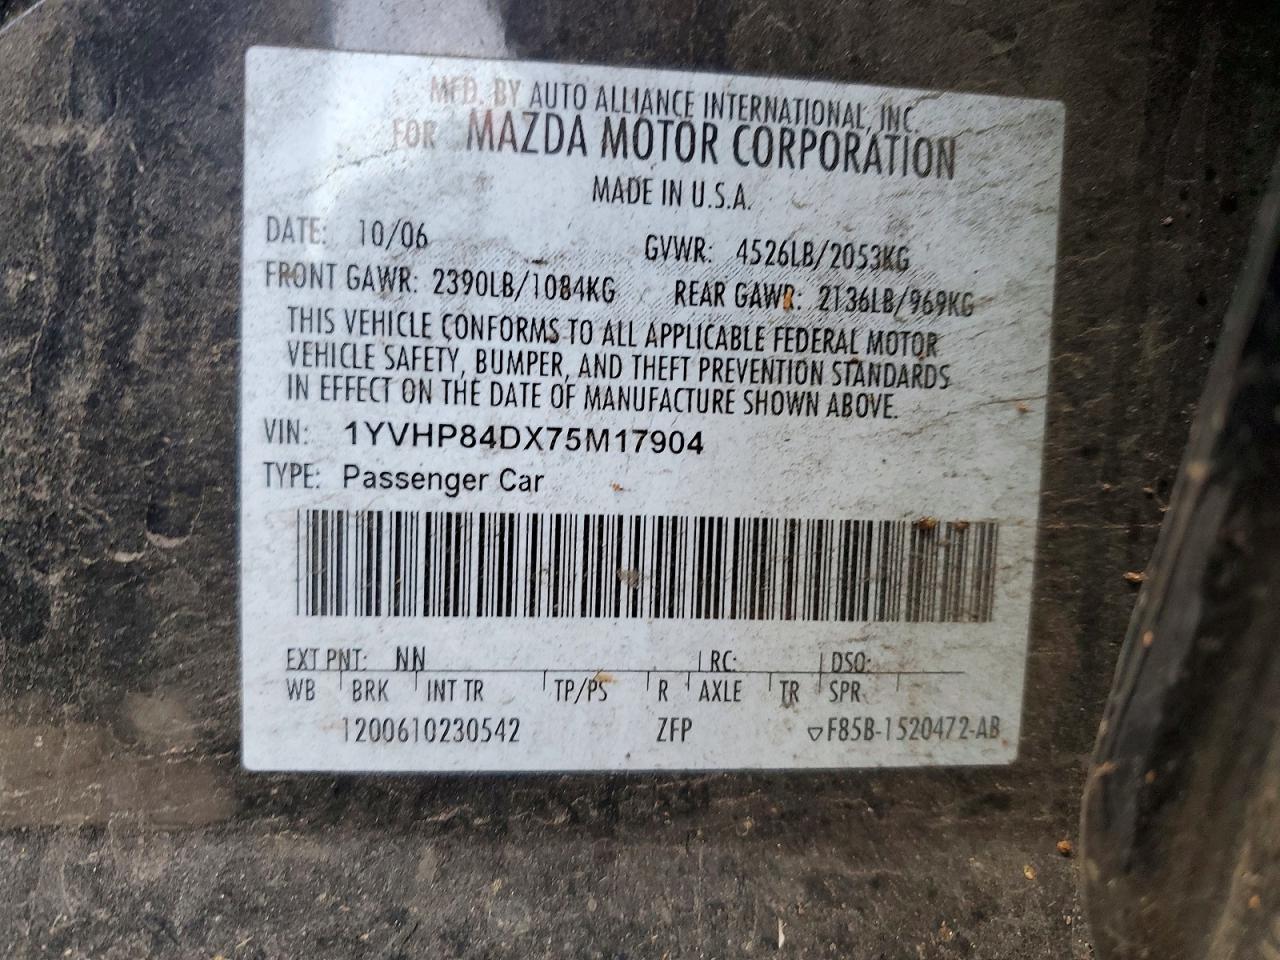 MFD. BY AUTO ALLIANCE INTERNATIONAL, INC.
FOR MAZDA MOTOR CORPORATION
MADE IN U.S.A.
DATE: 10/06 GVWR: 4526LB/2053KG
FRONT GAWR: 2390LB/1084KG REAR GAWR: 2136LB/969KG
THIS VEHICLE CONFORMS TO ALL APPLICABLE FEDERAL MOTOR
VEHICLE SAFETY, BUMPER, AND THEFT PREVENTION STANDARDS
IN EFFECT ON THE DATE OF MANUFACTURE SHOWN ABOVE.
VIN: 1YVHP84DX75M17904
TYPE: Passenger Car
EXT PNT: NN RC: DSO:
WB BRK INT TR TP/PS R AXLE TR SPR
1200610230542 ZFP ▽F85B-1520472-AB